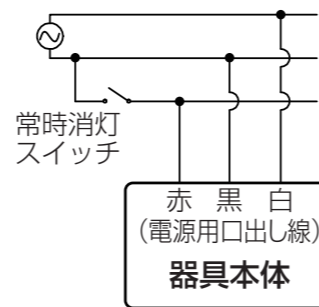 常時消灯
スイッチ
赤 黒 白
(電源用口出し線)
器具本体